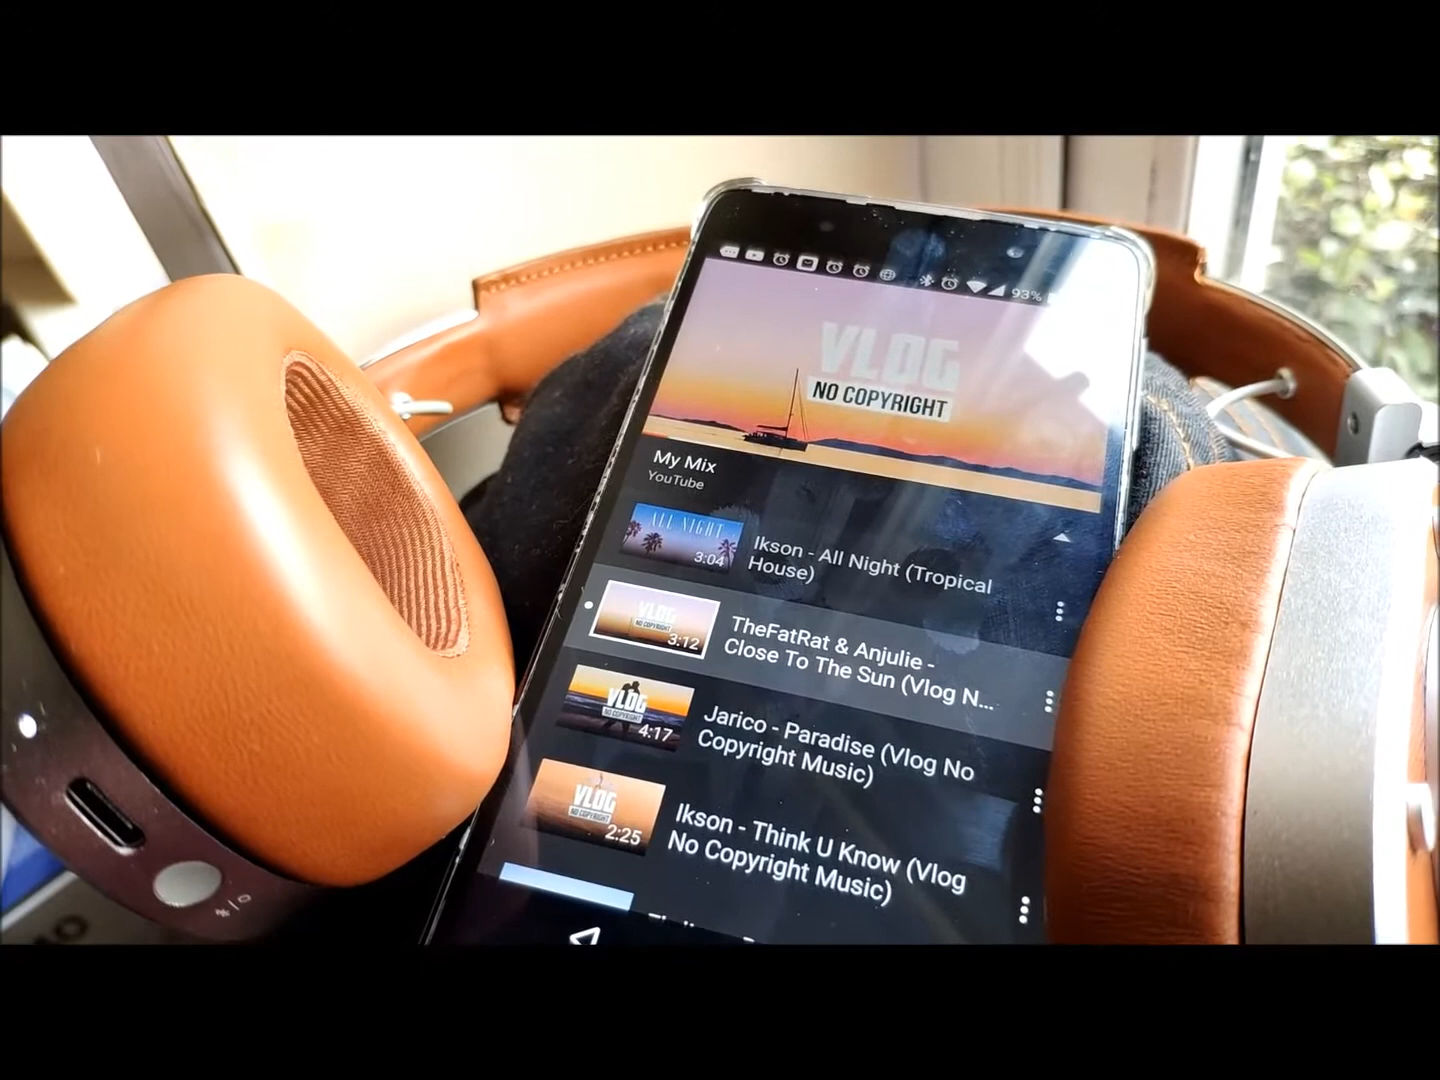 93%
VLOG
NO COPYRIGHT
My Mix
YouTube
ALL NIGHT
3:04
Ikson - All Night (Tropical
House)
VLOG
NO COPYRIGHT
3:12
TheFatRat & Anjulie -
Close To The Sun (Vlog N...
VLOG
NO COPYRIGHT
4:17
Jarico - Paradise (Vlog No
Copyright Music)
VLOG
NO COPYRIGHT
2:25
Ikson - Think U Know (Vlog
No Copyright Music)